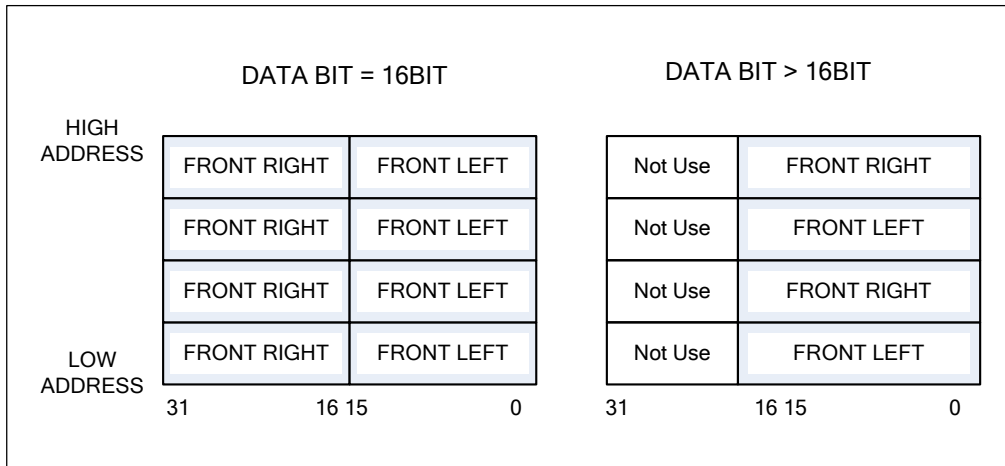 DATA BIT = 16BIT
DATA BIT > 16BIT
HIGH
ADDRESS
FRONT RIGHT FRONT LEFT
FRONT RIGHT FRONT LEFT
FRONT RIGHT FRONT LEFT
FRONT RIGHT FRONT LEFT
LOW
ADDRESS
31 16 15 0
Not Use FRONT RIGHT
Not Use FRONT LEFT
Not Use FRONT RIGHT
Not Use FRONT LEFT
31 16 15 0